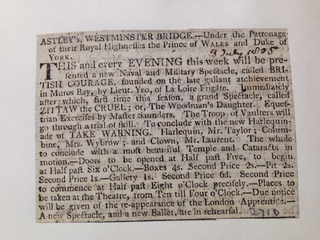 ASTLEY's, WESTMINSTER BRIDGE.—Under the Patronage
of their Royal Highnesses the Prince of WALES and Duke of
YORK.
3 July 1805
THIS and every EVENING this week will be pre-
sented a new Naval and Military Spectacle, called BRI-
TISH COURAGE, founded on the late gallant achievement
in Muros Bay, by Lieut. Yeo, of La Loire Frigate. Immediately
after which, first time this season, a grand Spectacle, called
ZITTAW the CRUEL; or, The Woodman's Daughter. Eques-
trian Exercises by Master Saunders. The Troop of Vaulters will
go through a trial of skill. To conclude with the new Harlequin-
ade of TAKE WARNING. Harlequin, Mr. Taylor; Colum-
bine, Mrs. Wybrow; and Clown, Mr. Laurent. The whole
to conclude with a most beautiful Temple and Cataracts in
motion.—Doors to be opened at Half past Five, to begin
at Half past Six o'Clock.—Boxes 4s. Second Price 2s.—Pit 2s.
Second Price 1s.—Gallery 1s. Second Price 6d. Second Price
to commence at Half past Eight o'Clock precisely.—Places to
be taken at the Theatre, from Ten till Four o'Clock.—Due notice
will be given of the re-appearance of the London Apprentice.—
A new Spectacle, and a new Ballet, are in rehearsal.